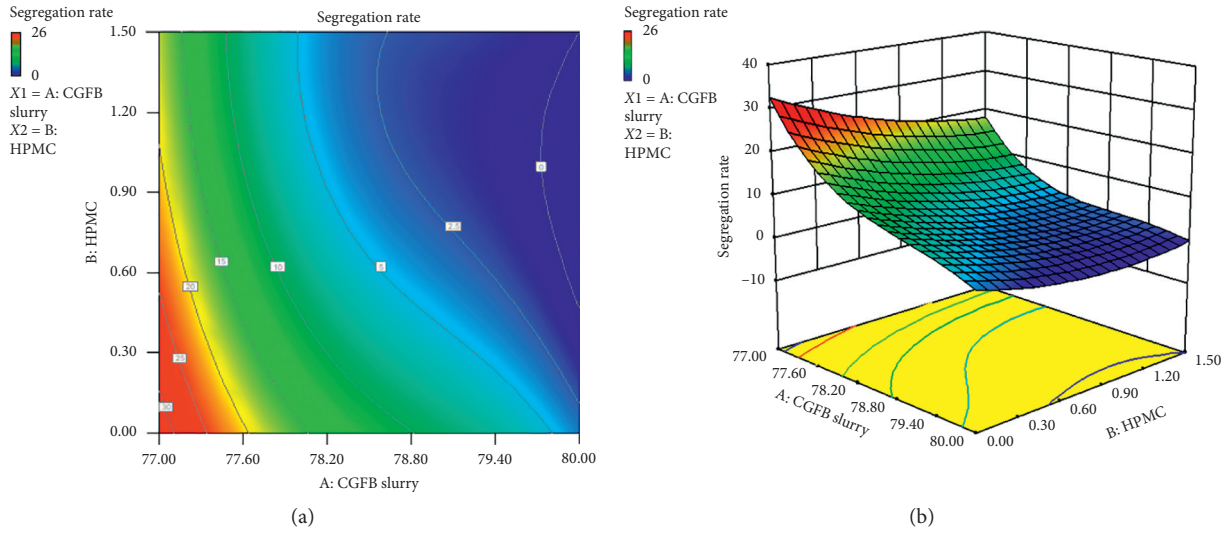 Segregation rate
26
0
X1 = A: CGFB
slurry
X2 = B:
HPMC
Segregation rate
1.50
1.20
0.90
0.60
0.30
0.00
B: HPMC
0
2.5
15
10
5
20
25
30
77.00
77.60
78.20
78.80
79.40
80.00
A: CGFB slurry
(a)
Segregation rate
26
0
X1 = A: CGFB
slurry
X2 = B:
HPMC
40
30
20
10
0
−10
Segregation rate
77.00
77.60
78.20
78.80
79.40
80.00
A: CGFB slurry
0.00
0.30
0.60
0.90
1.20
1.50
B: HPMC
(b)